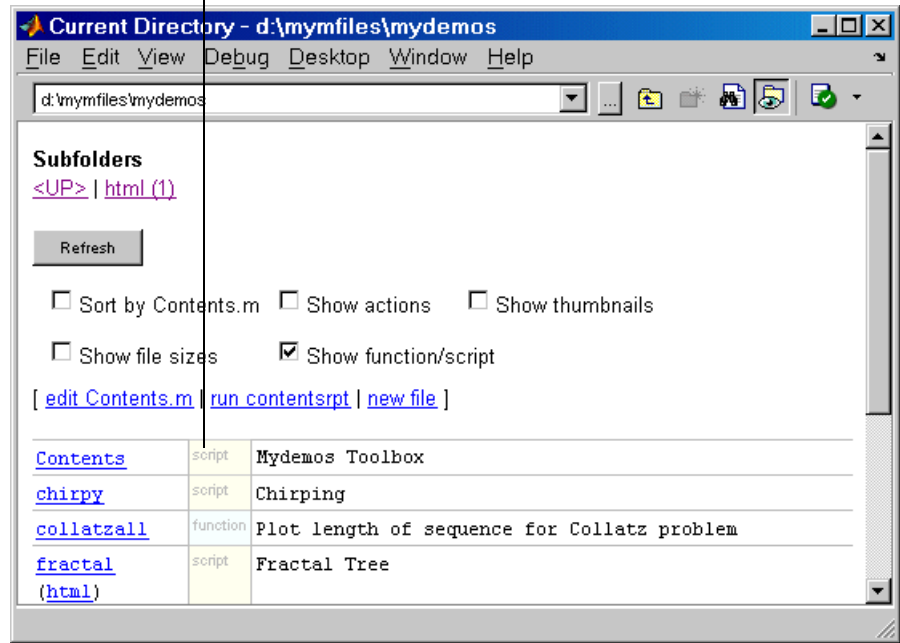 Current Directory - d:\mymfiles\mydemos
File Edit View Debug Desktop Window Help
d:\mymfiles\mydemos ...
Subfolders
<UP> | html (1)
Refresh
Sort by Contents.m Show actions Show thumbnails
Show file sizes Show function/script
[ edit Contents.m | run contentsrpt | new file ]
Contents script Mydemos Toolbox
chirpy script Chirping
collatzall function Plot length of sequence for Collatz problem
fractal script Fractal Tree
(html)